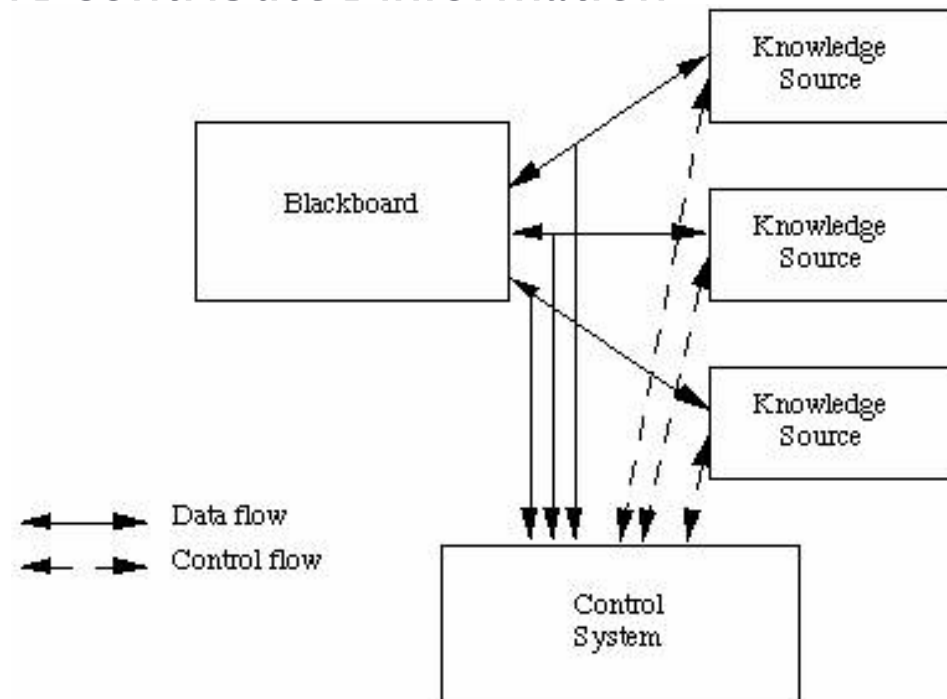 Knowledge
Source
Blackboard
Knowledge
Source
Knowledge
Source
Data flow
Control flow
Control
System